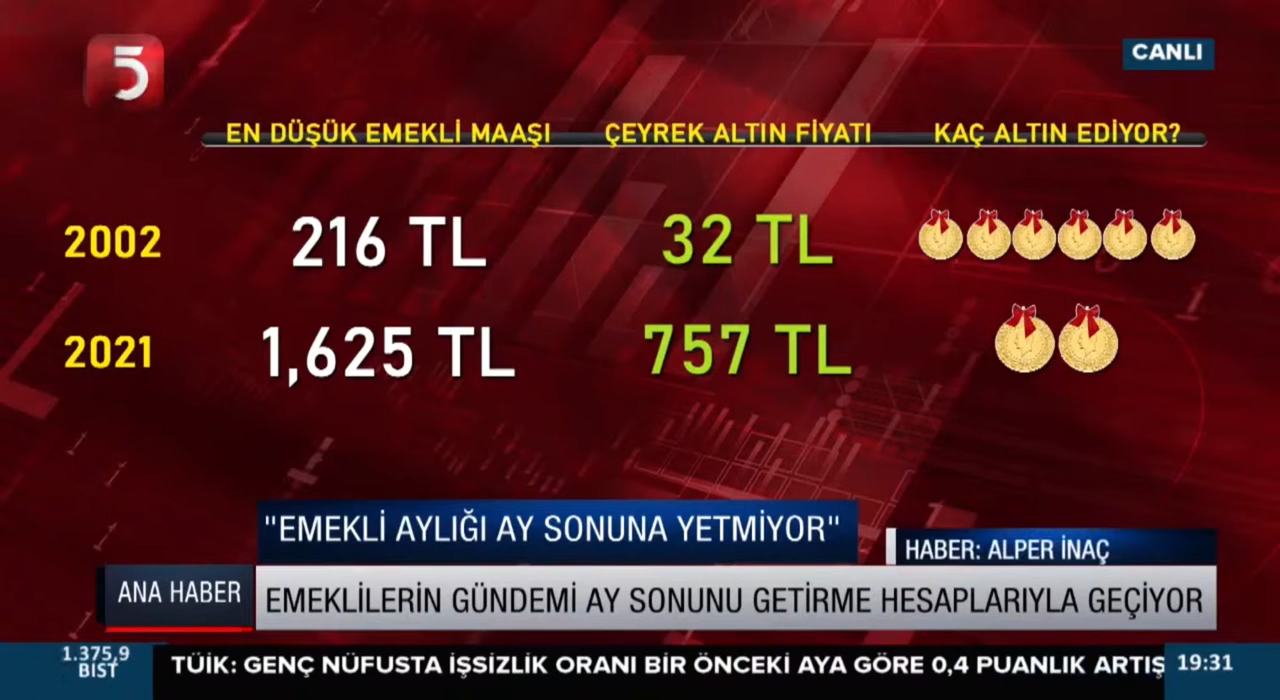 5
CANLI
EN DÜŞÜK EMEKLİ MAAŞI ÇEYREK ALTIN FİYATI KAÇ ALTIN EDİYOR?
2002 216 TL 32 TL
2021 1,625 TL 757 TL
"EMEKLİ AYLIĞI AY SONUNA YETMİYOR"
HABER: ALPER İNAÇ
ANA HABER EMEKLİLERİN GÜNDEMİ AY SONUNU GETİRME HESAPLARIYLA GEÇİYOR
1.375,9
BIST
TÜİK: GENÇ NÜFUSTA İŞSİZLİK ORANI BİR ÖNCEKİ AYA GÖRE 0,4 PUANLIK ARTIŞ 19:31